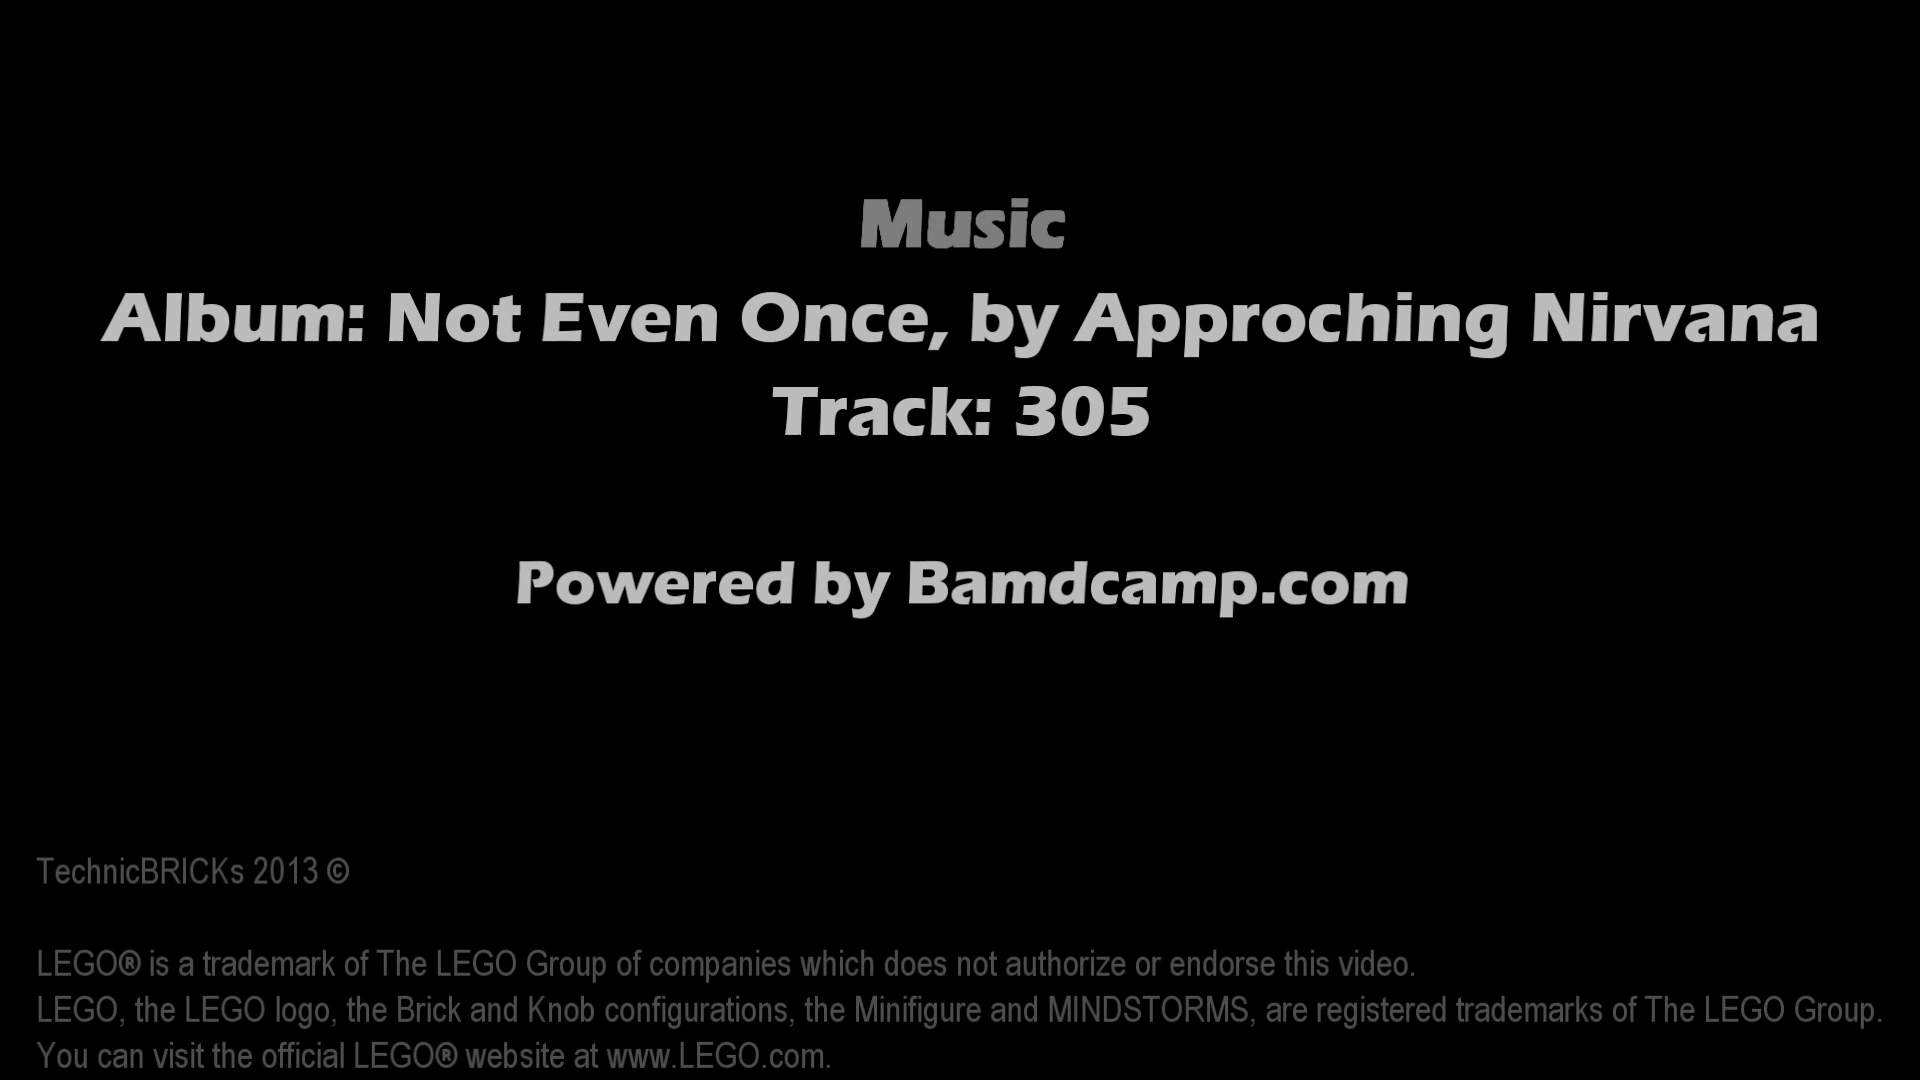 Music
Album: Not Even Once, by Approching Nirvana
Track: 305
Powered by Bamdcamp.com
TechnicBRICKs 2013 ©
LEGO® is a trademark of The LEGO Group of companies which does not authorize or endorse this video.
LEGO, the LEGO logo, the Brick and Knob configurations, the Minifigure and MINDSTORMS, are registered trademarks of The LEGO Group.
You can visit the official LEGO® website at www.LEGO.com.